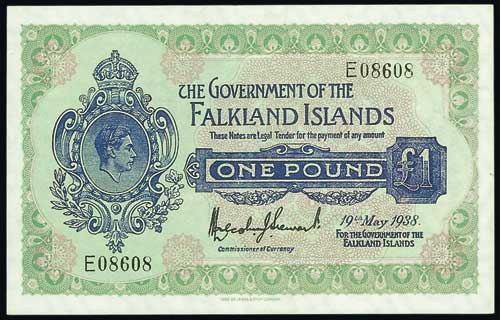 E08608
THE GOVERNMENT OF THE
FALKLAND ISLANDS
These Notes are Legal Tender for the payment of any amount
ONE POUND £1
19th May 1938.
Commissioner of Currency
FOR THE GOVERNMENT OF THE
FALKLAND ISLANDS
E08608